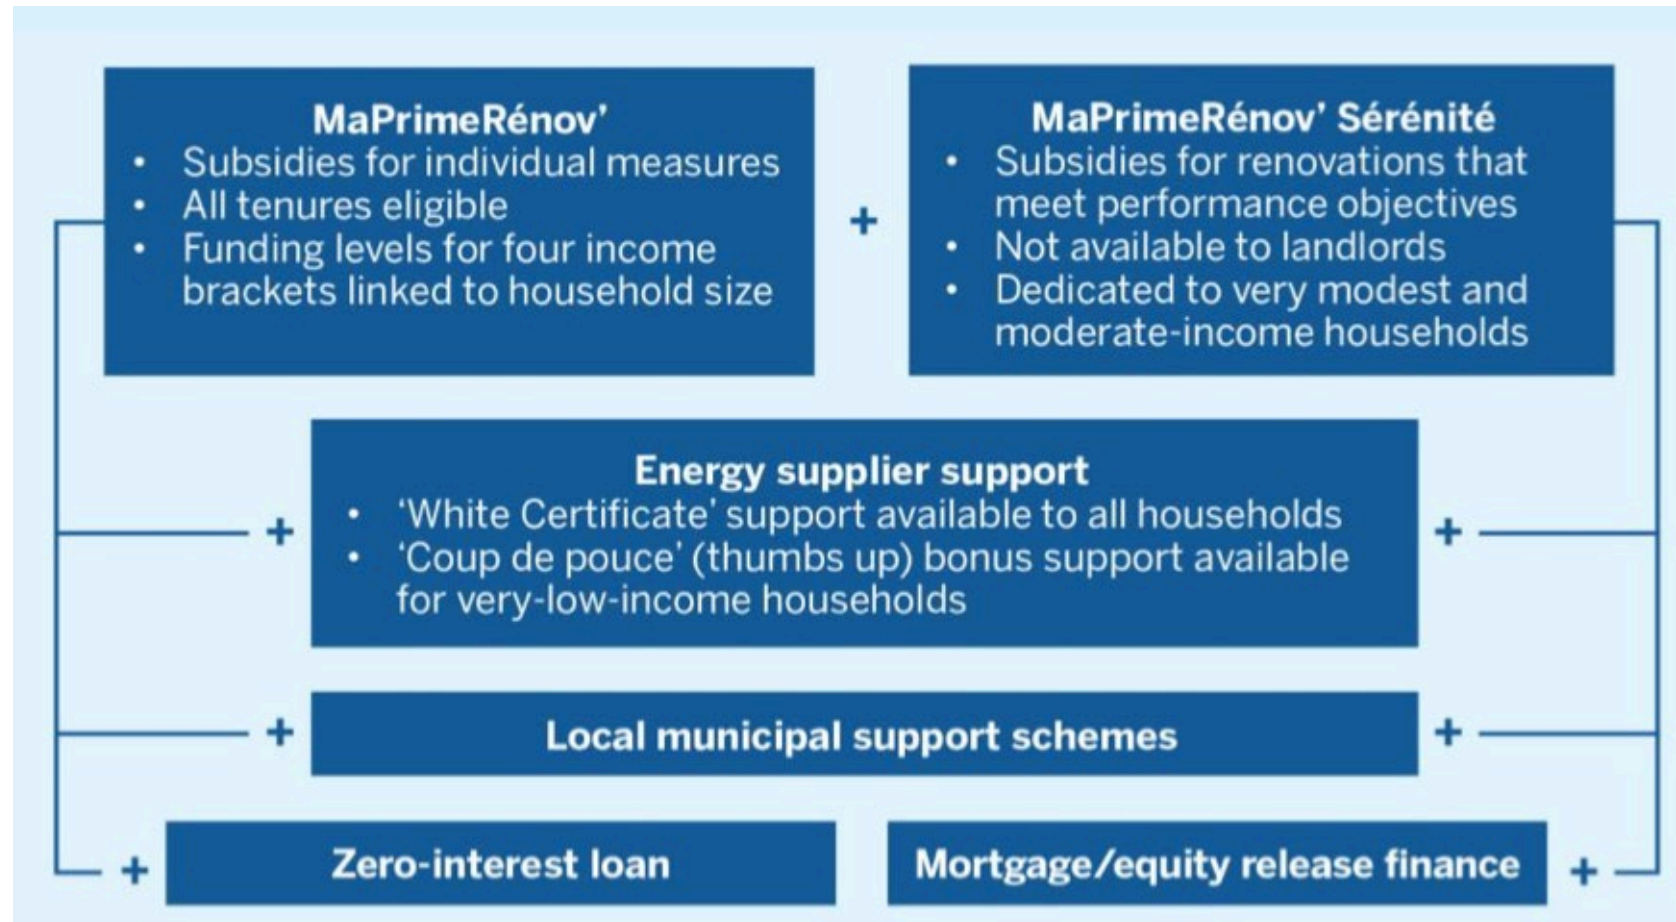 MaPrimeRénov’
• Subsidies for individual measures
• All tenures eligible
• Funding levels for four income
brackets linked to household size
+
MaPrimeRénov’ Sérénité
• Subsidies for renovations that
meet performance objectives
• Not available to landlords
• Dedicated to very modest and
moderate-income households
+
Energy supplier support
• ‘White Certificate’ support available to all households
• ‘Coup de pouce’ (thumbs up) bonus support available
for very-low-income households
+
+
Local municipal support schemes
+
+
Zero-interest loan
Mortgage/equity release finance
+